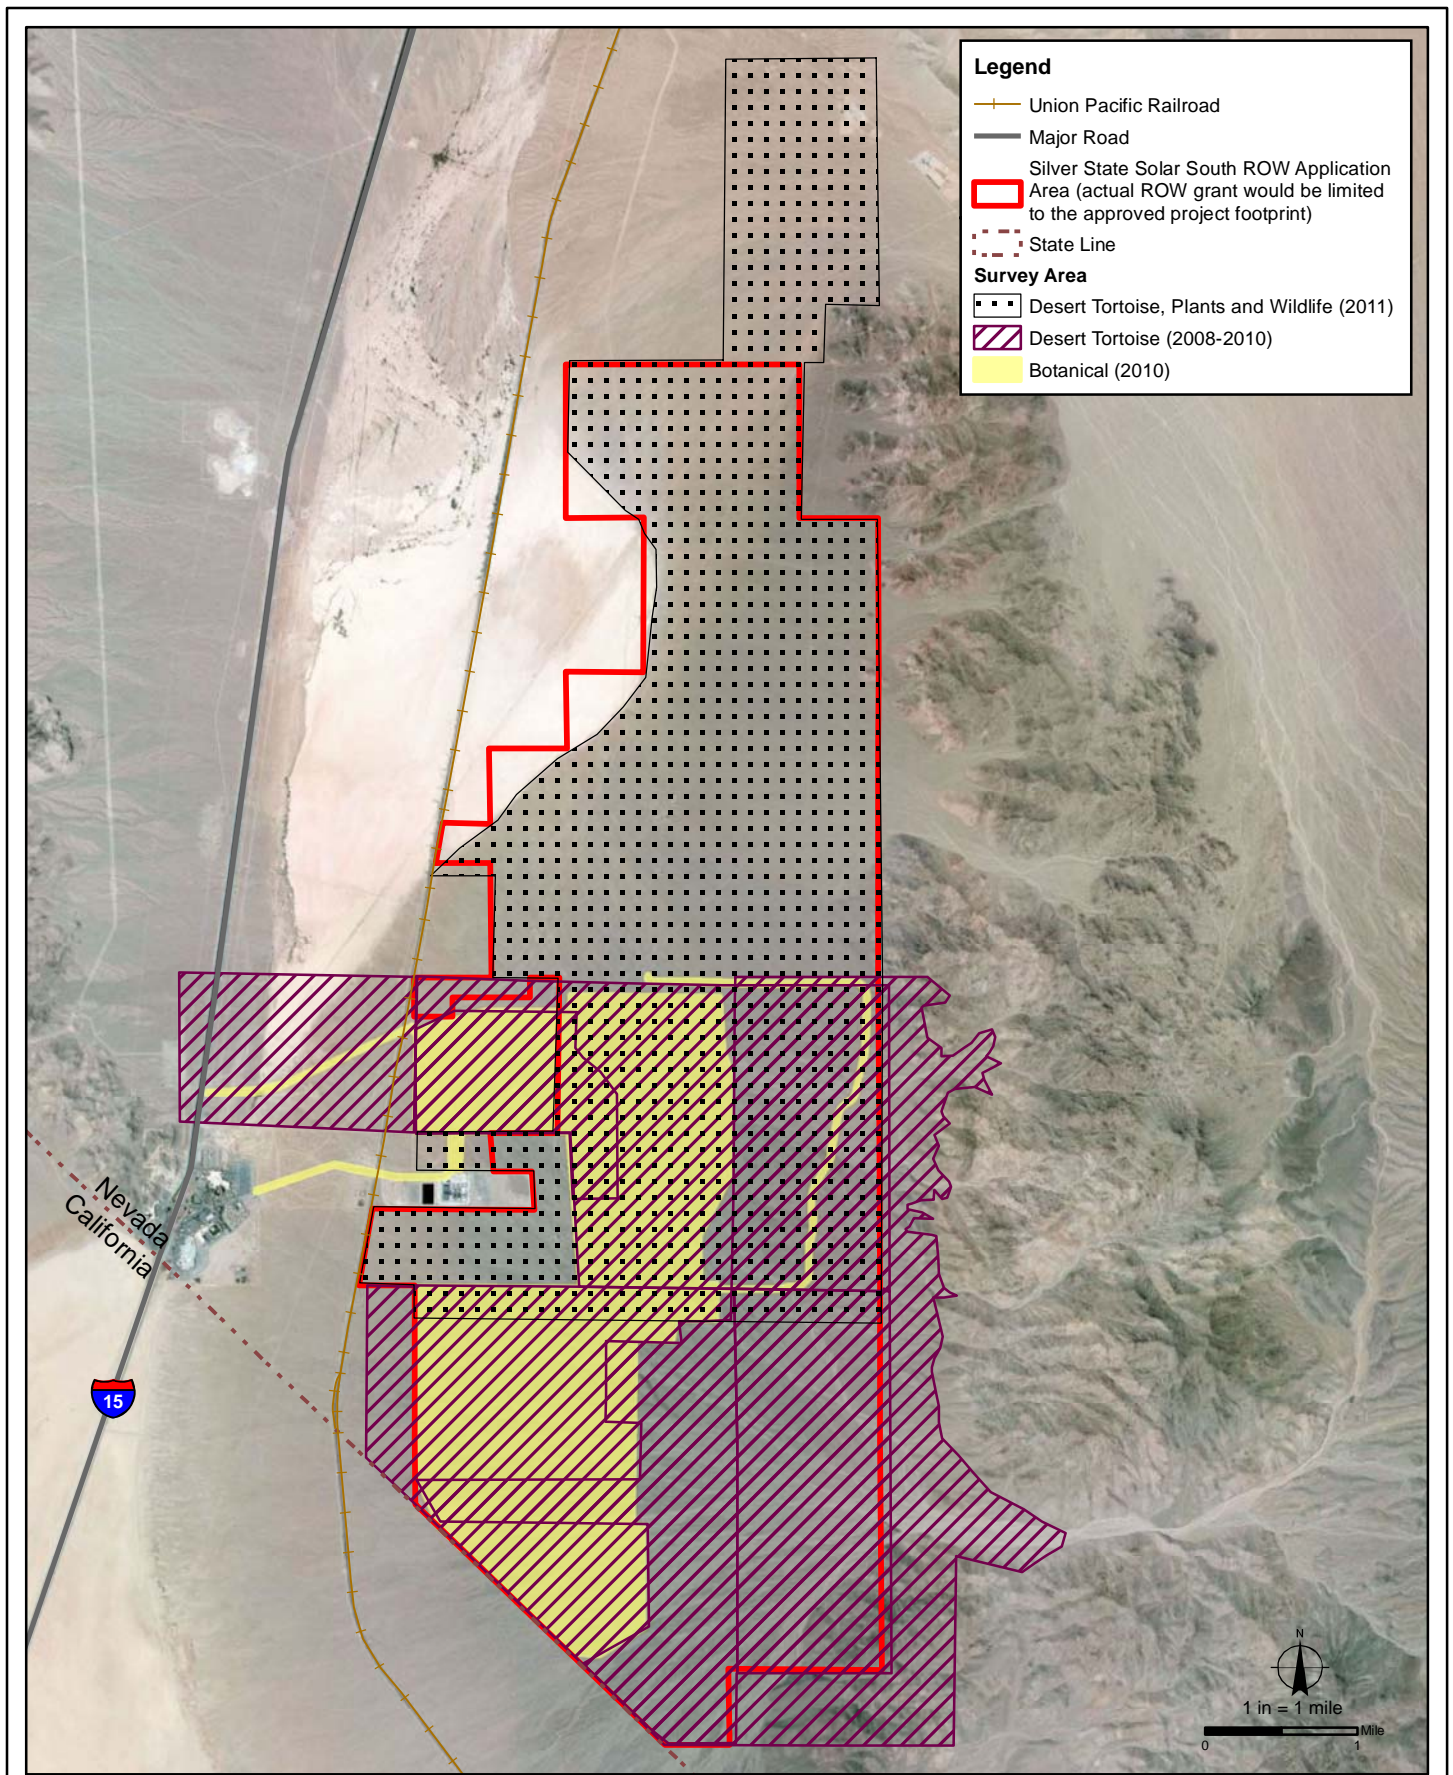 Legend
Union Pacific Railroad
Major Road
Silver State Solar South ROW Application
Area (actual ROW grant would be limited
to the approved project footprint)
State Line
Survey Area
Desert Tortoise, Plants and Wildlife (2011)
Desert Tortoise (2008-2010)
Botanical (2010)
Nevada
California
15
N
1 in = 1 mile
Mile
0 1